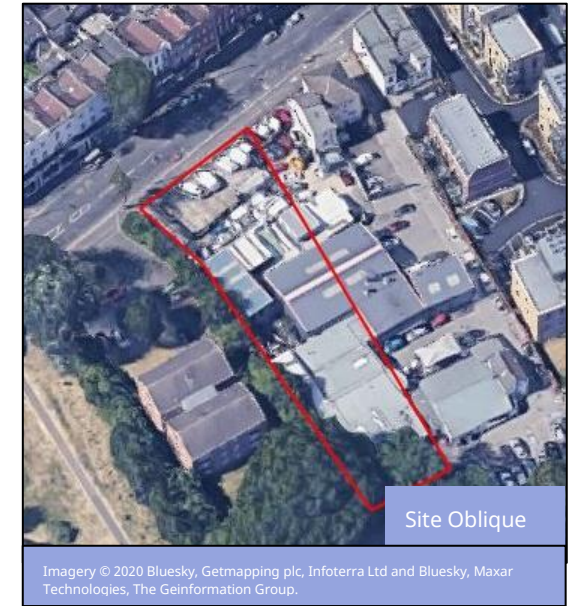 Site Oblique
Imagery © 2020 Bluesky, Getmapping plc, Infoterra Ltd and Bluesky, Maxar
Technologies, The Geinformation Group.